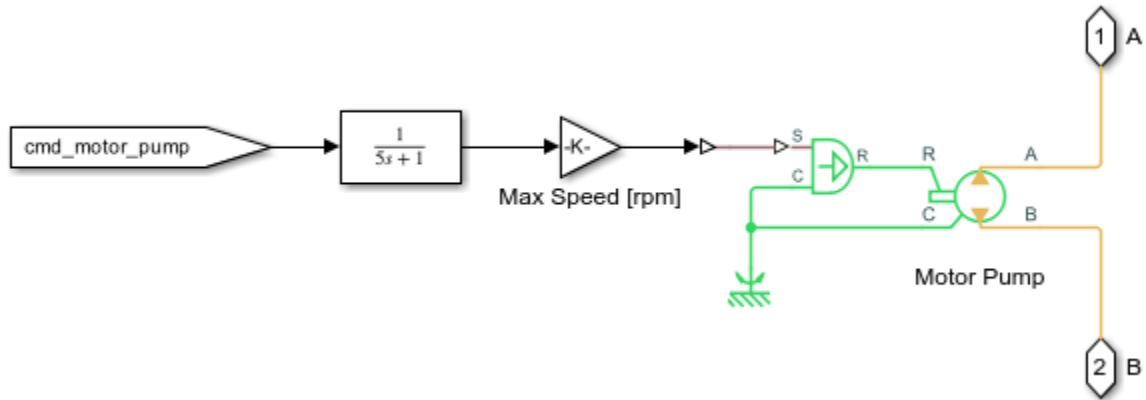 1 A
cmd_motor_pump
1
5s + 1
-K-
Max Speed [rpm]
S
C
R
R
C
A
B
Motor Pump
2 B